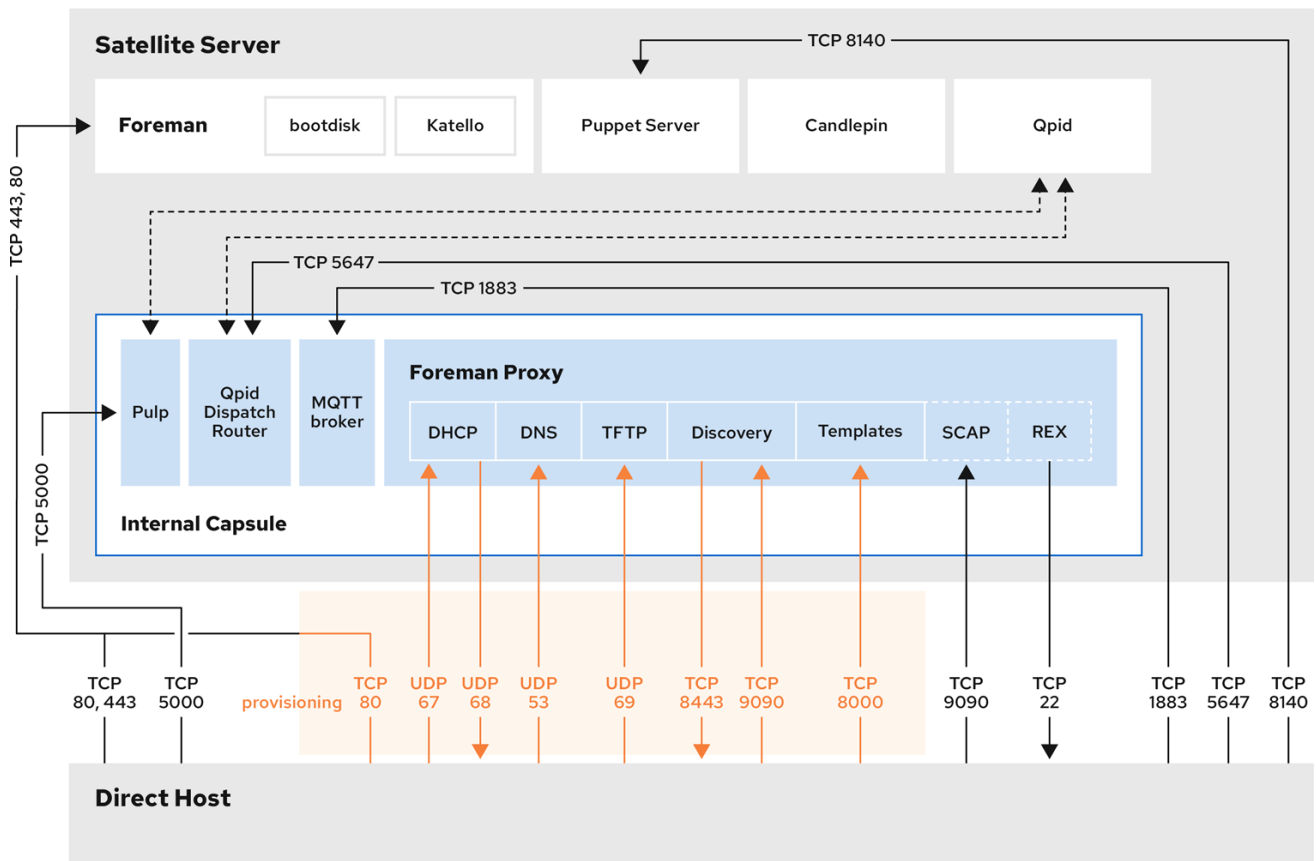 Satellite Server
TCP 8140
Foreman
bootdisk
Katello
Puppet Server
Candlepin
Qpid
TCP 443, 80
TCP 5647
TCP 1883
Pulp
Qpid
Dispatch
Router
MQTT
broker
Foreman Proxy
DHCP
DNS
TFTP
Discovery
Templates
SCAP
REX
Internal Capsule
TCP 5000
TCP
80, 443
TCP
5000
provisioning
TCP
80
UDP
67
UDP
68
UDP
53
UDP
69
TCP
8443
TCP
9090
TCP
8000
TCP
9090
TCP
22
TCP
1883
TCP
5647
TCP
8140
Direct Host